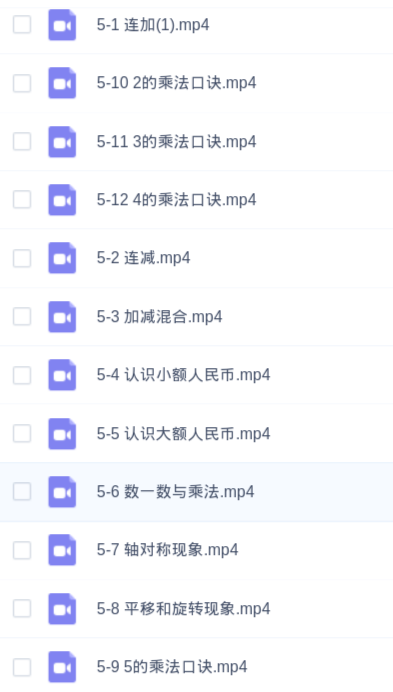 5-1 连加(1).mp4
5-10 2的乘法口诀.mp4
5-11 3的乘法口诀.mp4
5-12 4的乘法口诀.mp4
5-2 连减.mp4
5-3 加减混合.mp4
5-4 认识小额人民币.mp4
5-5 认识大额人民币.mp4
5-6 数一数与乘法.mp4
5-7 轴对称现象.mp4
5-8 平移和旋转现象.mp4
5-9 5的乘法口诀.mp4